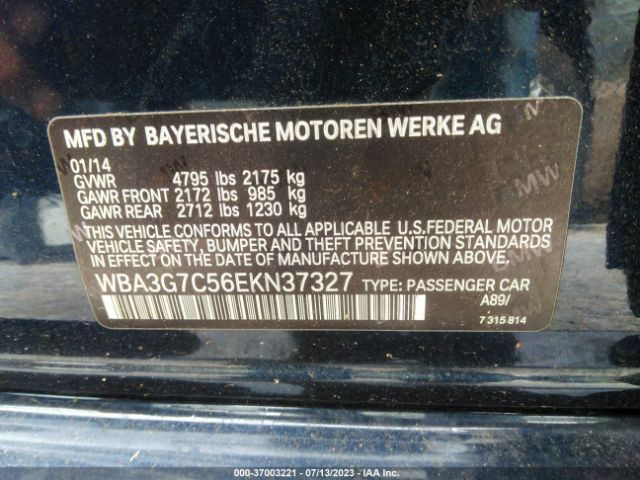 MFD BY BAYERISCHE MOTOREN WERKE AG
01/14
GVWR 4795 lbs 2175 kg
GAWR FRONT 2172 lbs 985 kg
GAWR REAR 2712 lbs 1230 kg
THIS VEHICLE CONFORMS TO ALL APPLICABLE U.S.FEDERAL MOTOR
VEHICLE SAFETY, BUMPER AND THEFT PREVENTION STANDARDS
IN EFFECT ON THE DATE OF MANUFACTURE SHOWN ABOVE.
WBA3G7C56EKN37327 TYPE: PASSENGER CAR
A89/
7 315 814
000-37003221 - 07/13/2023 - IAA Inc.